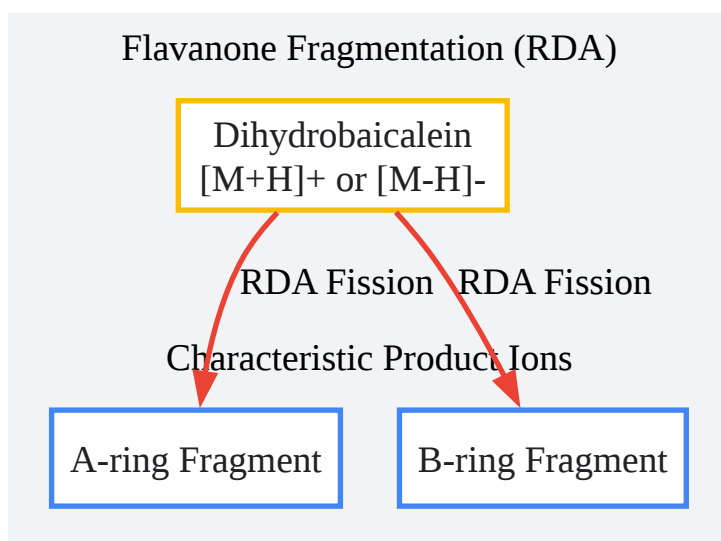 Flavanone Fragmentation (RDA)
Dihydrobaicalein
[M+H]+ or [M-H]-
RDA Fission RDA Fission
Characteristic Product Ions
A-ring Fragment B-ring Fragment